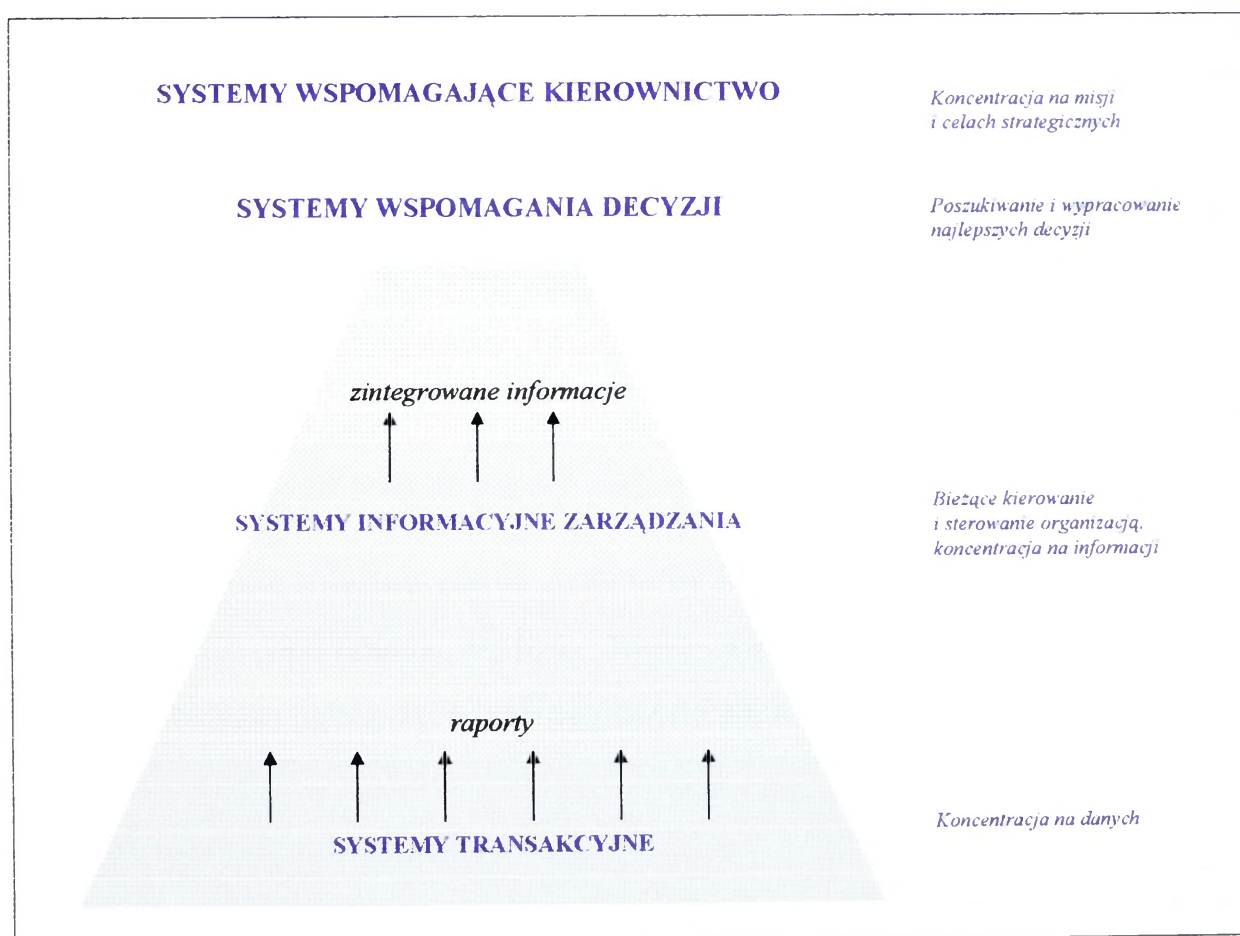 SYSTEMY WSPOMAGAJĄCE KIEROWNICTWO
Koncentracja na misji
i celach strategicznych
SYSTEMY WSPOMAGANIA DECYZJI
Poszukiwanie i wypracowanie
najlepszych decyzji
zintegrowane informacje
SYSTEMY INFORMACYJNE ZARZĄDZANIA
Bieżące kierowanie
i sterowanie organizacją,
koncentracja na informacji
raporty
SYSTEMY TRANSAKCYJNE
Koncentracja na danych